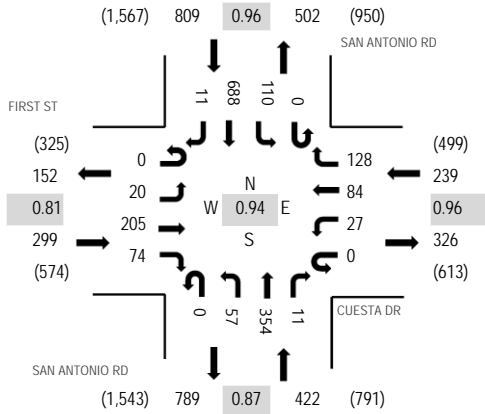 (1,567) 809 0.96 502 (950)
SAN ANTONIO RD
11 688 110 0
FIRST ST
(325) (499)
0 128
152 239
20 N 84
0.81 W 0.94 E 0.96
205 27
299 S 326
74 0
(574) (613)
0 57 354 11
CUESTA DR
SAN ANTONIO RD
(1,543) 789 0.87 422 (791)